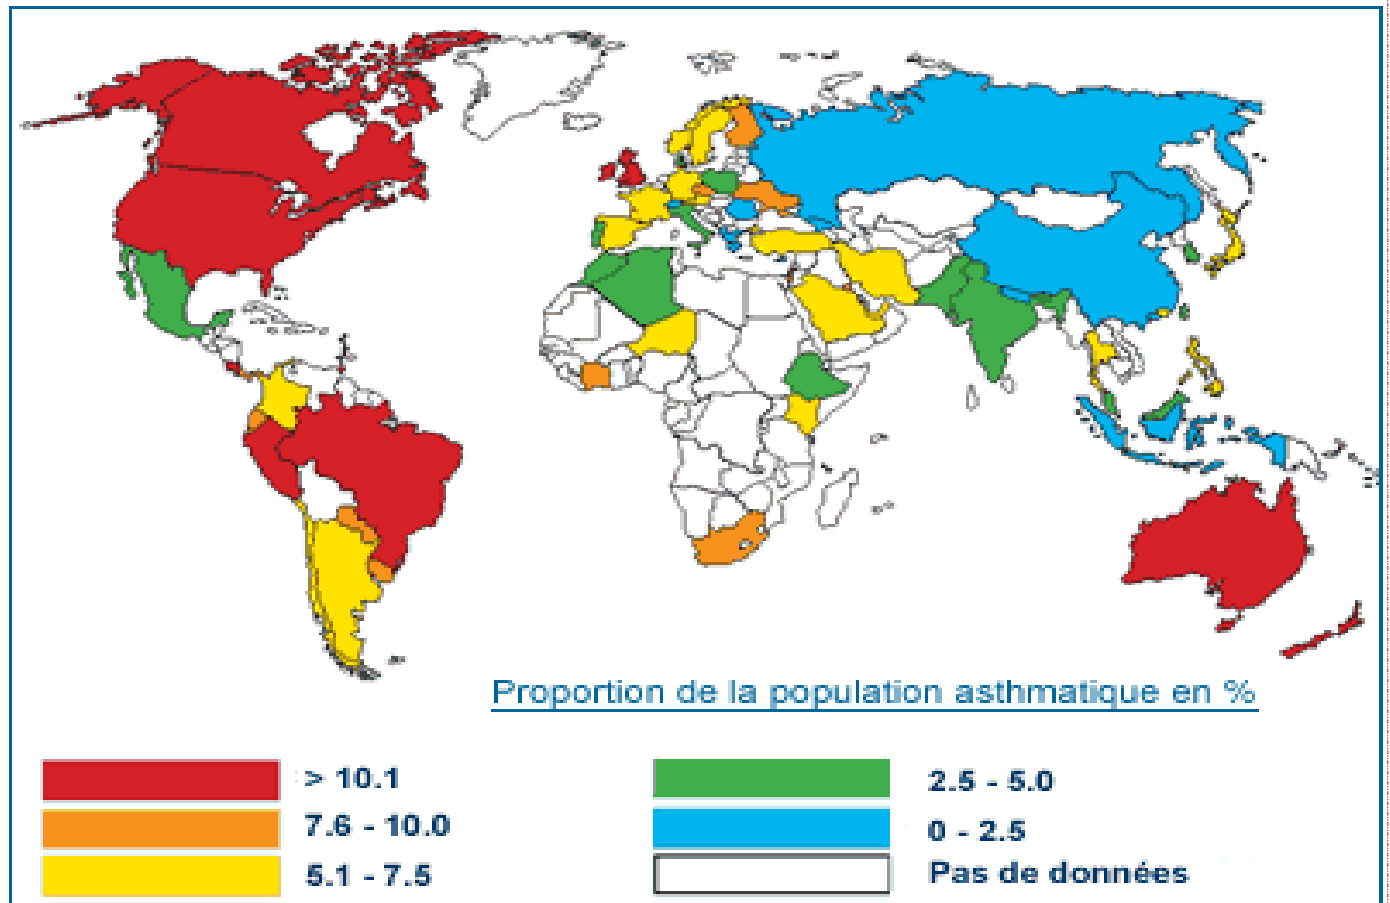 Proportion de la population asthmatique en %
> 10.1
7.6 - 10.0
5.1 - 7.5
2.5 - 5.0
0 - 2.5
Pas de données